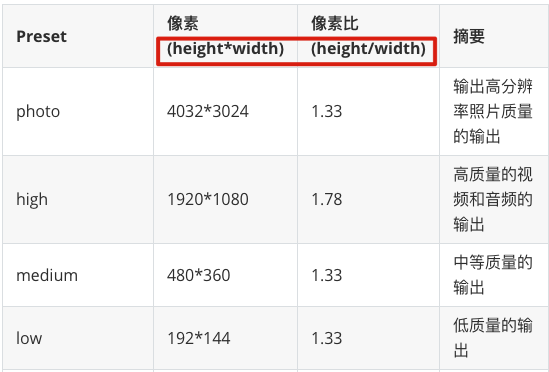 Preset
像素
(height*width)
像素比
(height/width)
摘要
photo
4032*3024
1.33
输出高分辨
率照片质量
的输出
high
1920*1080
1.78
高质量的视
频和音频的
输出
medium
480*360
1.33
中等质量的
输出
low
192*144
1.33
低质量的输
出